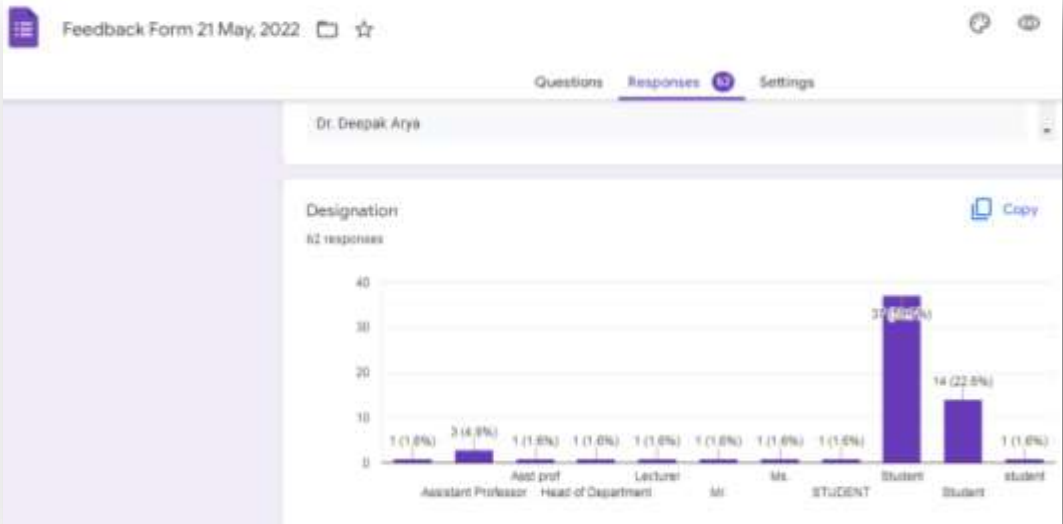 Feedback Form 21 May, 2022
Questions Responses 62 Settings
Dr. Deepak Arya
Designation
Copy
62 responses
40
30
20
10
0
1 (1.6%) 3 (4.8%) 1 (1.6%) 1 (1.6%) 1 (1.6%) 1 (1.6%) 1 (1.6%) 1 (1.6%) 37 14 (22.6%) 1 (1.6%)
Asst prof Lecturer Ms. Student student
Assistant Professor Head of Department Mr. STUDENT Student